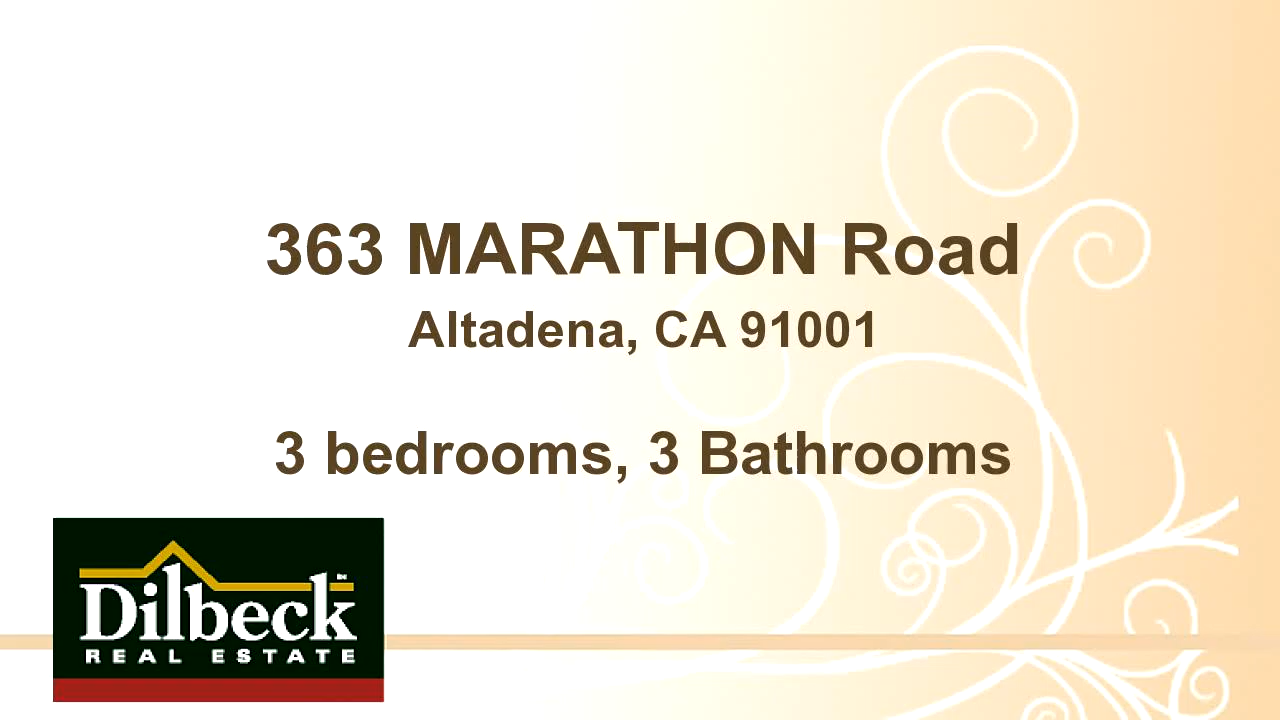 363 MARATHON Road
Altadena, CA 91001
3 bedrooms, 3 Bathrooms
Dilbeck
REAL ESTATE